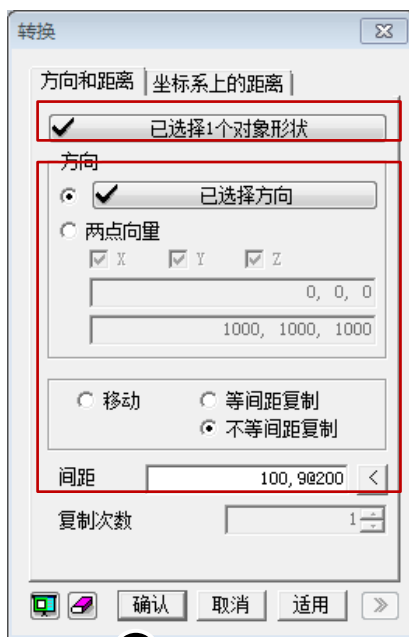 转换
方向和距离 坐标系上的距离
已选择1个对象形状
方向
已选择方向
两点向量
X Y Z
0, 0, 0
1000, 1000, 1000
移动 等间距复制
不等间距复制
间距 100,9@200 <
复制次数 1
确认 取消 适用 >>